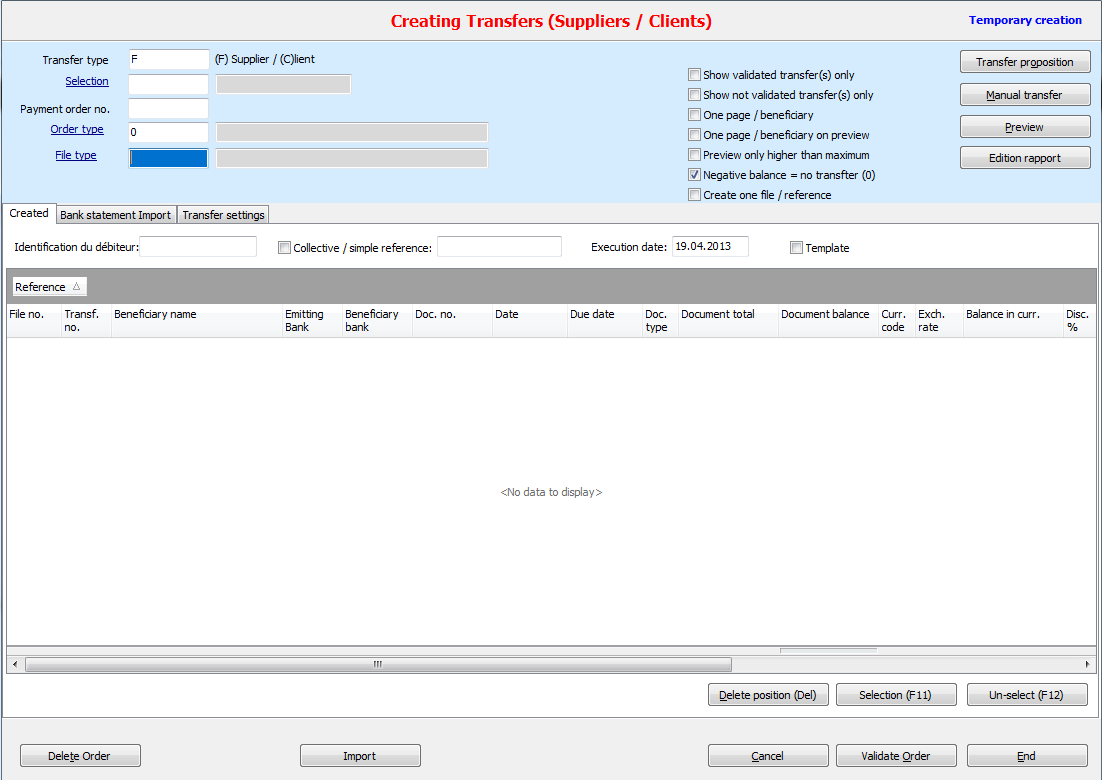 Creating Transfers (Suppliers / Clients)
Temporary creation
Transfer type F (F) Supplier / (C)lient
Selection
Payment order no.
Order type 0
File type
Show validated transfer(s) only
Show not validated transfer(s) only
One page / beneficiary
One page / beneficiary on preview
Preview only higher than maximum
Negative balance = no transfter (0)
Create one file / reference
Transfer proposition
Manual transfer
Preview
Edition rapport
Created Bank statement Import Transfer settings
Identification du débiteur: Collective / simple reference: Execution date: 19.04.2013 Template
Reference
File no. Transf. no. Beneficiary name Emitting Bank Beneficiary bank Doc. no. Date Due date Doc. type Document total Document balance Curr. code Exch. rate Balance in curr. Disc. %
<No data to display>
Delete position (Del) Selection (F11) Un-select (F12)
Delete Order Import Cancel Validate Order End